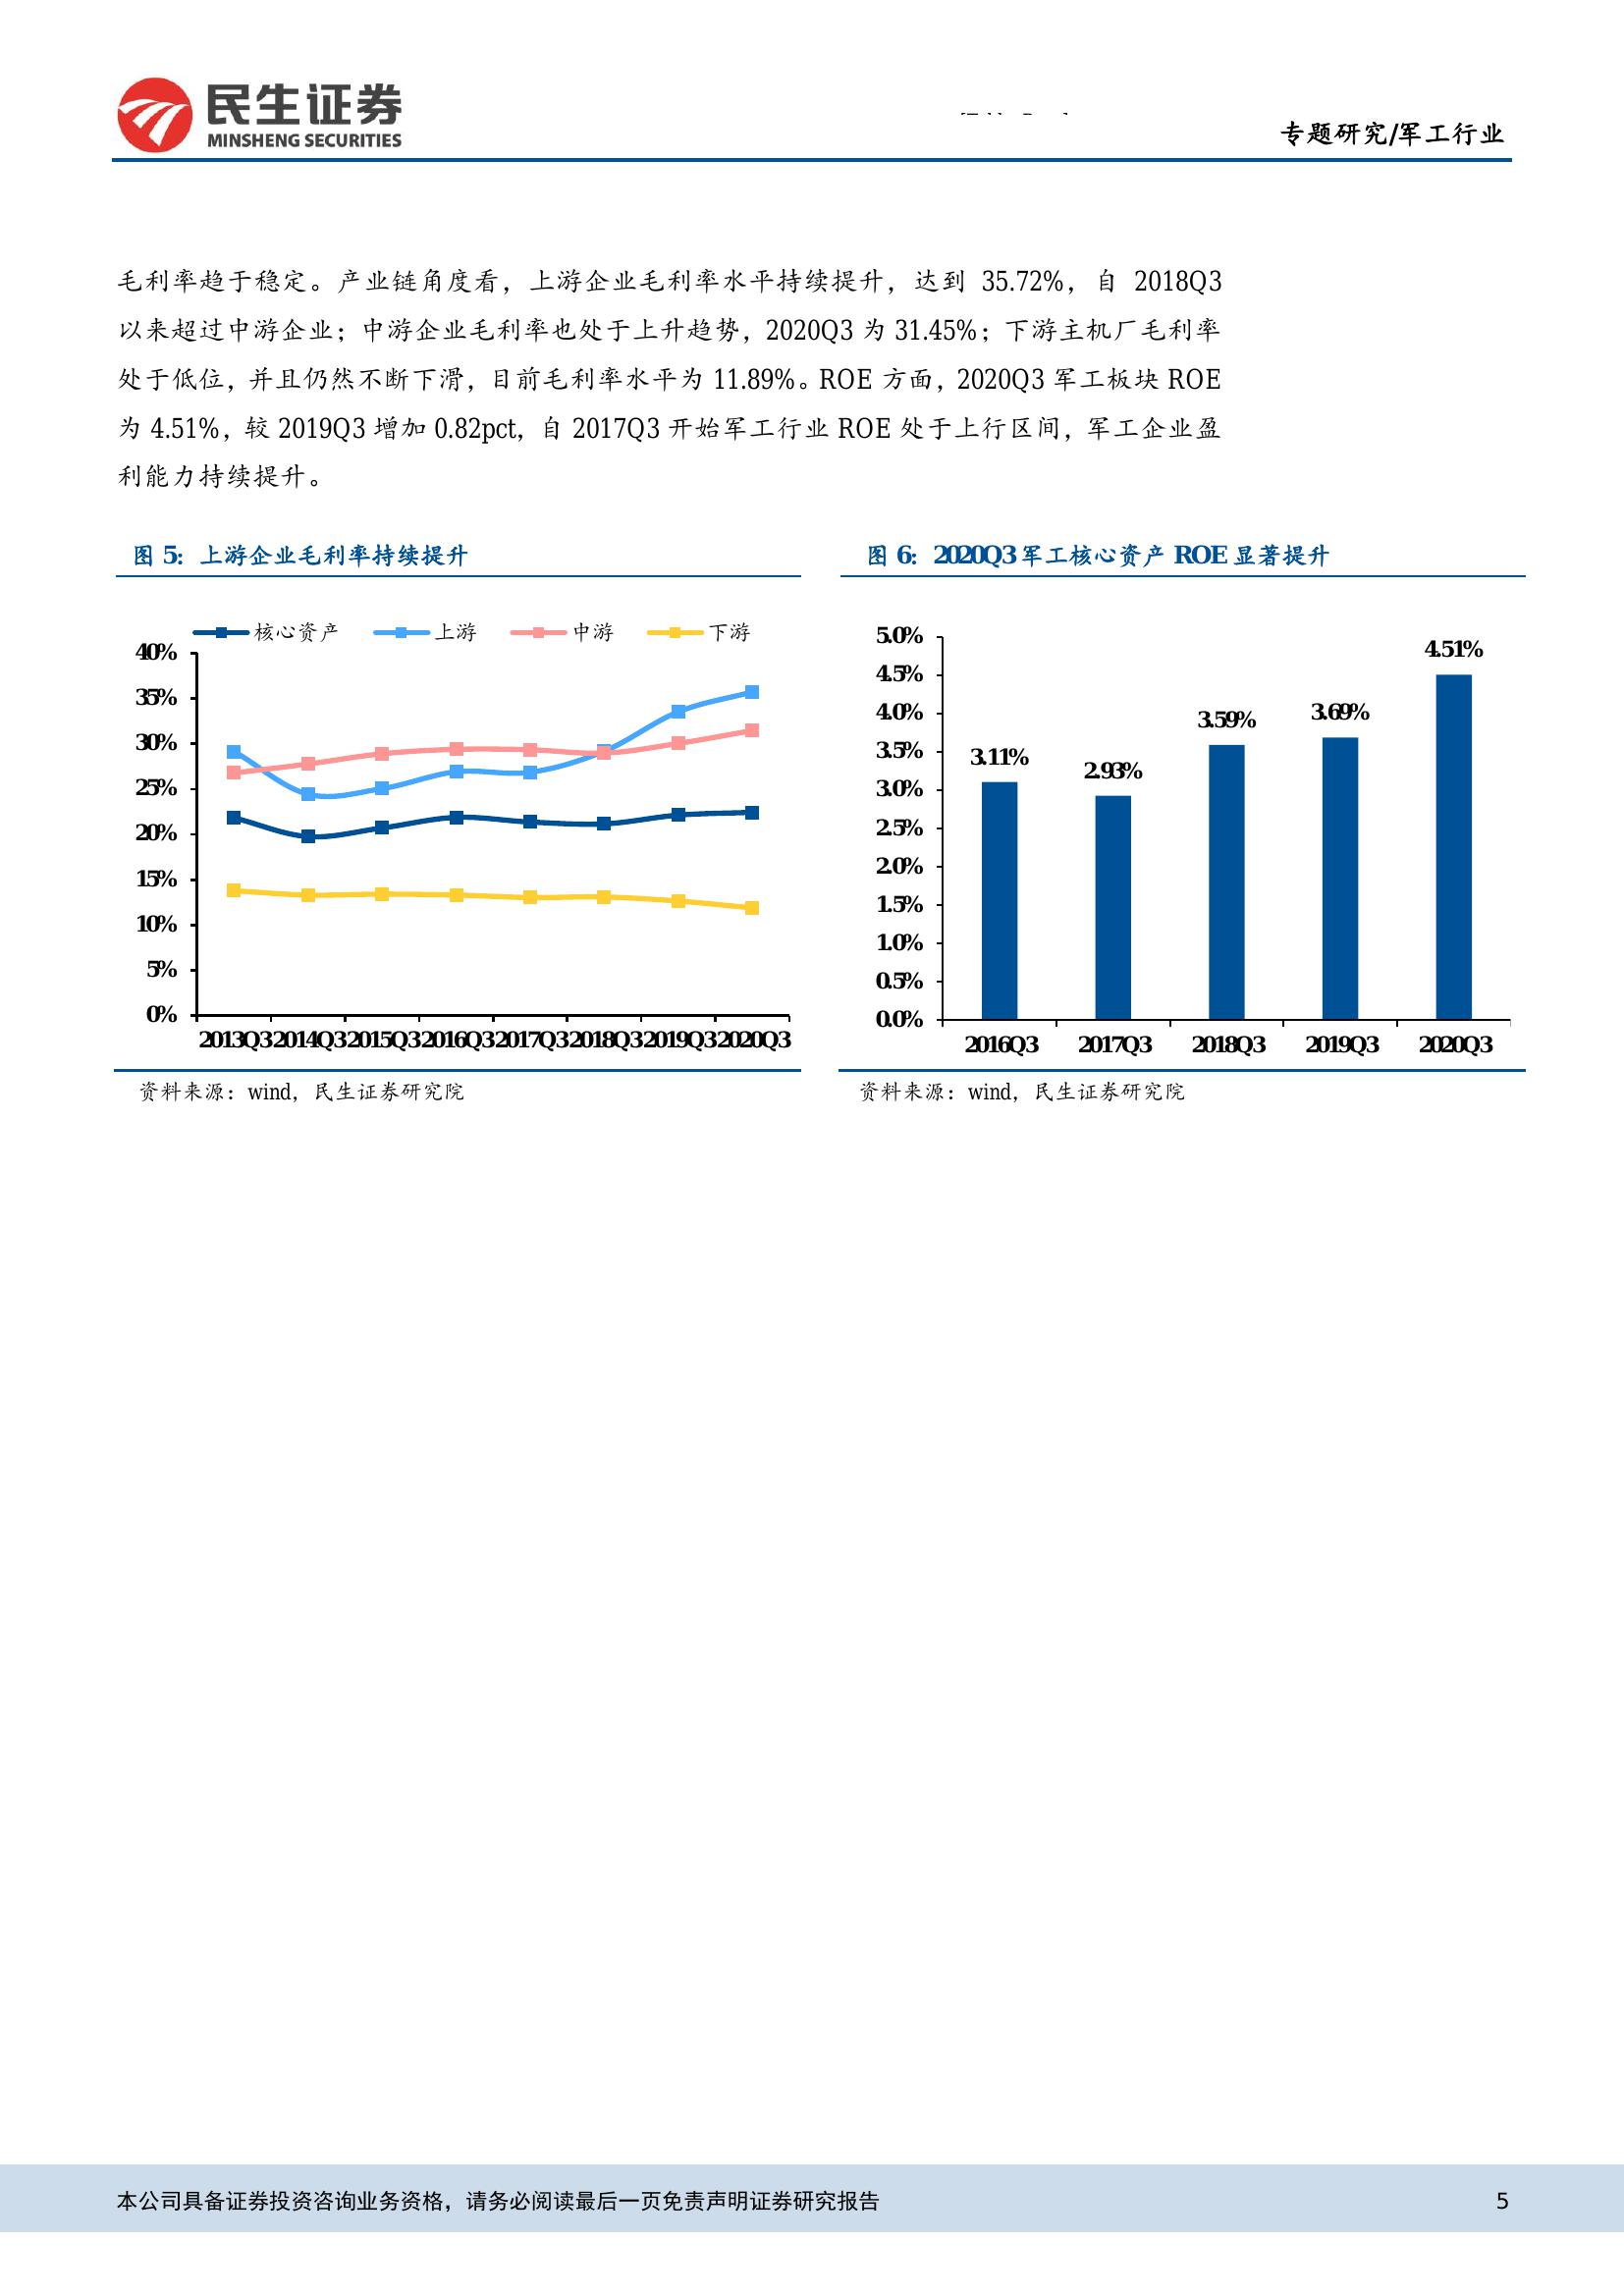 民生证券
MINSHENG SECURITIES
专题研究/军工行业
毛利率趋于稳定。产业链角度看，上游企业毛利率水平持续提升，达到 35.72%，自 2018Q3
以来超过中游企业；中游企业毛利率也处于上升趋势，2020Q3 为 31.45%；下游主机厂毛利率
处于低位，并且仍然不断下滑，目前毛利率水平为 11.89%。ROE 方面，2020Q3 军工板块 ROE
为 4.51%，较 2019Q3 增加 0.82pct，自 2017Q3 开始军工行业 ROE 处于上行区间，军工企业盈
利能力持续提升。
图 5：上游企业毛利率持续提升
核心资产 上游 中游 下游
40%
35%
30%
25%
20%
15%
10%
5%
0%
2013Q3 2014Q3 2015Q3 2016Q3 2017Q3 2018Q3 2019Q3 2020Q3
资料来源：wind，民生证券研究院
图 6：2020Q3 军工核心资产 ROE 显著提升
5.0%
4.5%
4.0%
3.5%
3.0%
2.5%
2.0%
1.5%
1.0%
0.5%
0.0%
3.11% 2.93% 3.59% 3.69% 4.51%
2016Q3 2017Q3 2018Q3 2019Q3 2020Q3
资料来源：wind，民生证券研究院
本公司具备证券投资咨询业务资格，请务必阅读最后一页免责声明证券研究报告 5